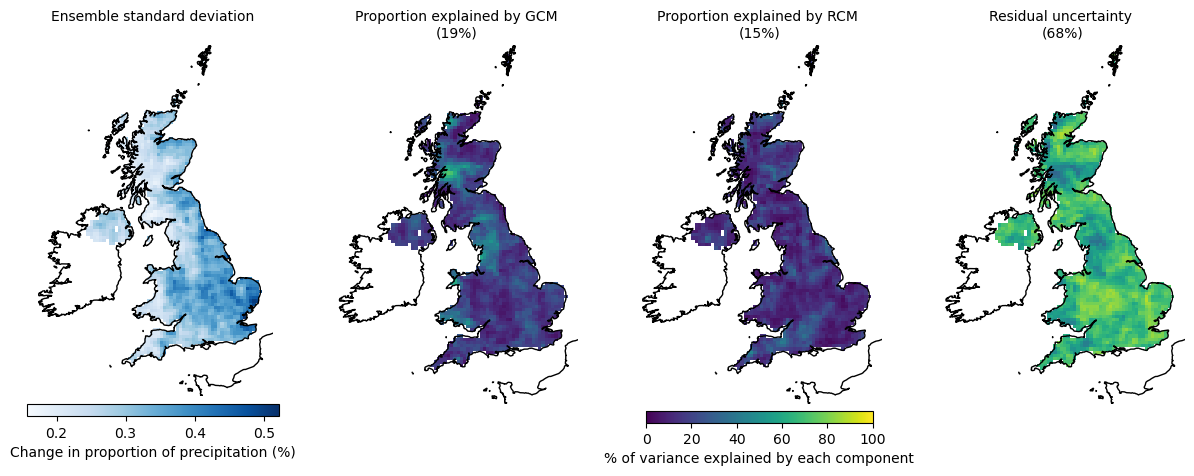 Ensemble standard deviation
Proportion explained by GCM
(19%)
Proportion explained by RCM
(15%)
Residual uncertainty
(68%)
0.2 0.3 0.4 0.5
Change in proportion of precipitation (%)
0 20 40 60 80 100
% of variance explained by each component